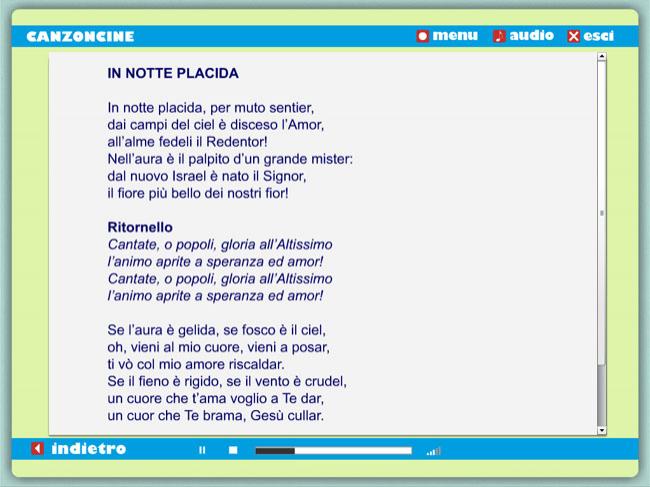 CANZONCINE
menu
audio
esci
IN NOTTE PLACIDA
In notte placida, per muto sentier,
dai campi del ciel è disceso l'Amor,
all'alme fedeli il Redentor!
Nell'aura è il palpito d'un grande mister:
dal nuovo Israel è nato il Signor,
il fiore più bello dei nostri fior!
Ritornello
Cantate, o popoli, gloria all'Altissimo
l'animo aprite a speranza ed amor!
Cantate, o popoli, gloria all'Altissimo
l'animo aprite a speranza ed amor!
Se l'aura è gelida, se fosco è il ciel,
oh, vieni al mio cuore, vieni a posar,
ti vò col mio amore riscaldar.
Se il fieno è rigido, se il vento è crudel,
un cuore che t'ama voglio a Te dar,
un cuor che Te brama, Gesù cullar.
indietro